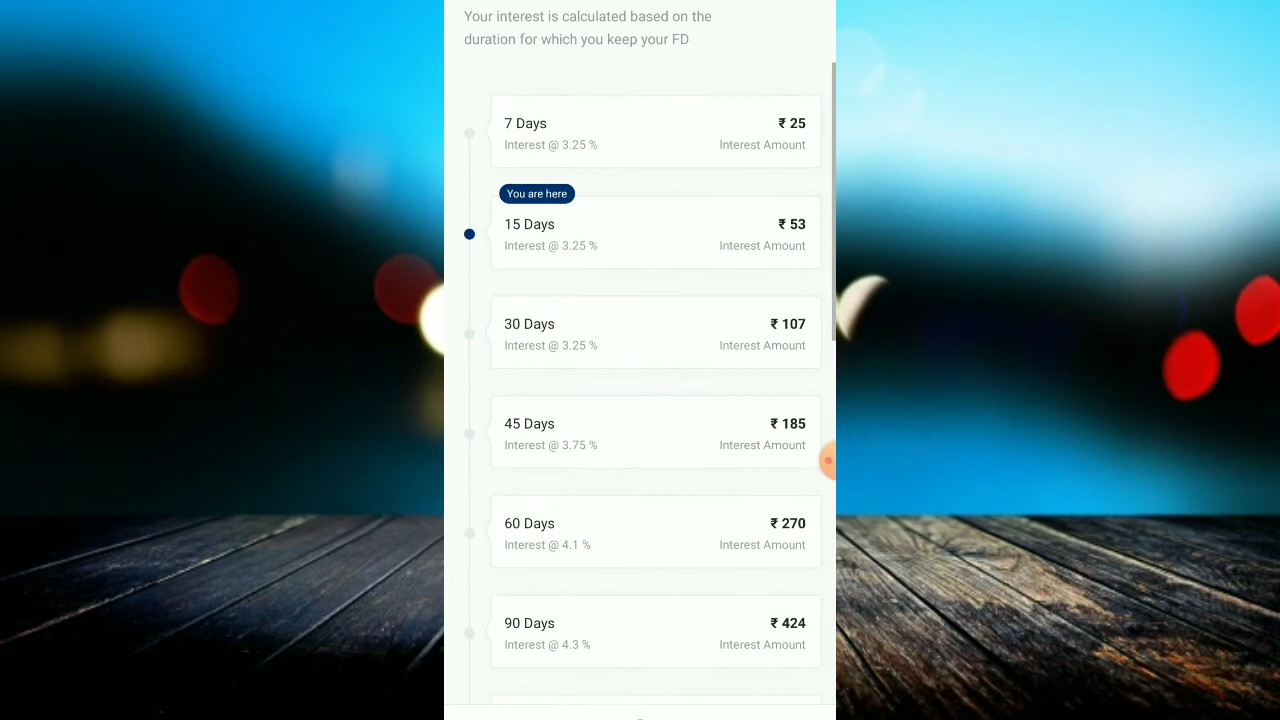 Your interest is calculated based on the
duration for which you keep your FD
7 Days ₹ 25
Interest @ 3.25 % Interest Amount
You are here
15 Days ₹ 53
Interest @ 3.25 % Interest Amount
30 Days ₹ 107
Interest @ 3.25 % Interest Amount
45 Days ₹ 185
Interest @ 3.75 % Interest Amount
60 Days ₹ 270
Interest @ 4.1 % Interest Amount
90 Days ₹ 424
Interest @ 4.3 % Interest Amount